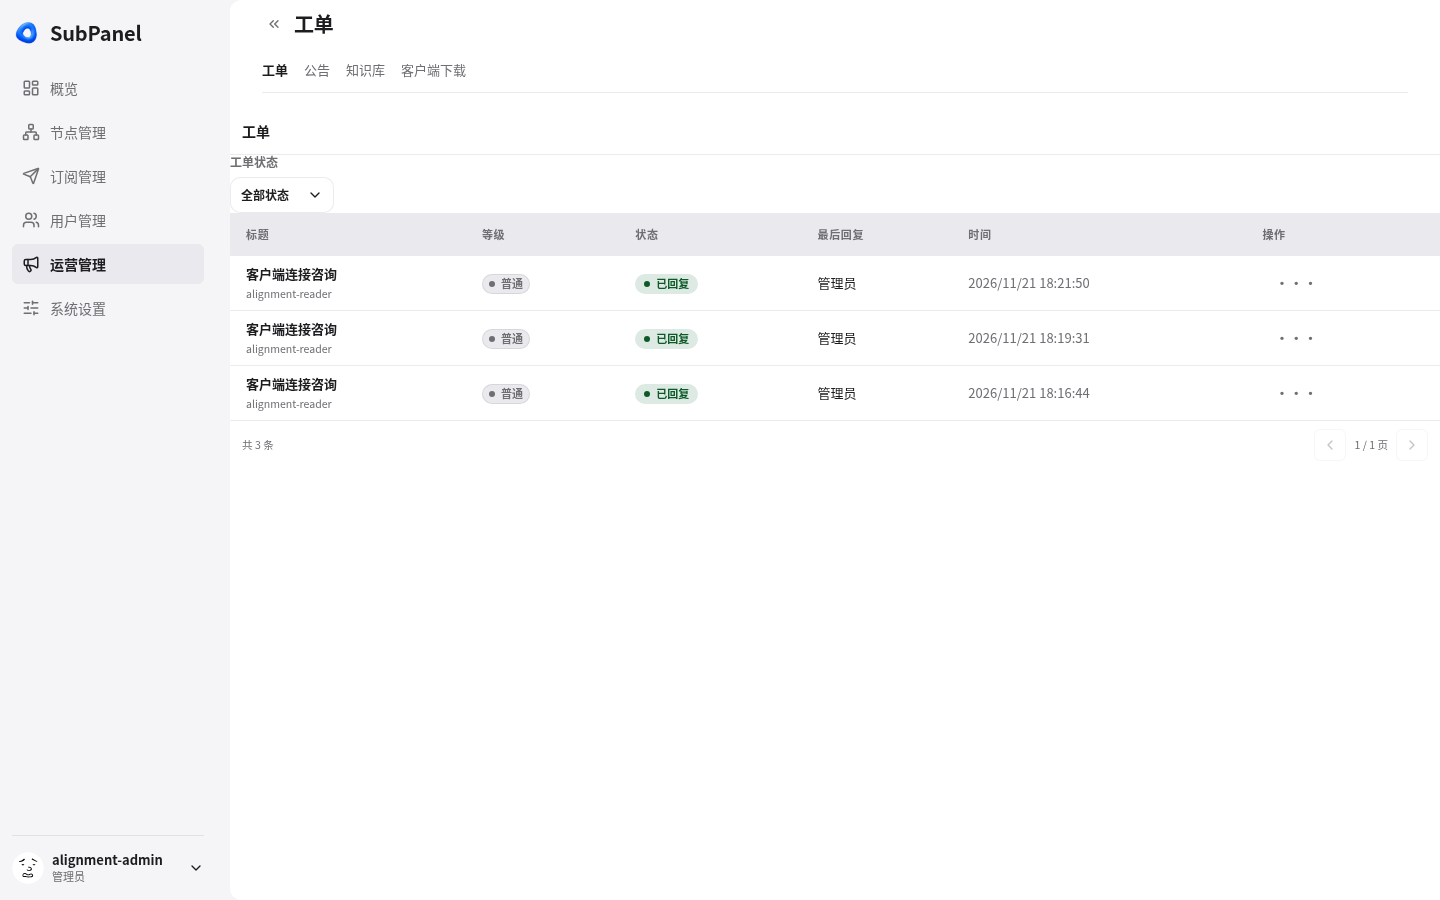 SubPanel
概览
节点管理
订阅管理
用户管理
运营管理
系统设置
alignment-admin
管理员
工单
工单 公告 知识库 客户端下载
工单
工单状态
全部状态
标题 等级 状态 最后回复 时间 操作
客户端连接咨询
alignment-reader
普通 已回复 管理员 2026/11/21 18:21:50
客户端连接咨询
alignment-reader
普通 已回复 管理员 2026/11/21 18:19:31
客户端连接咨询
alignment-reader
普通 已回复 管理员 2026/11/21 18:16:44
共 3 条
1 / 1 页